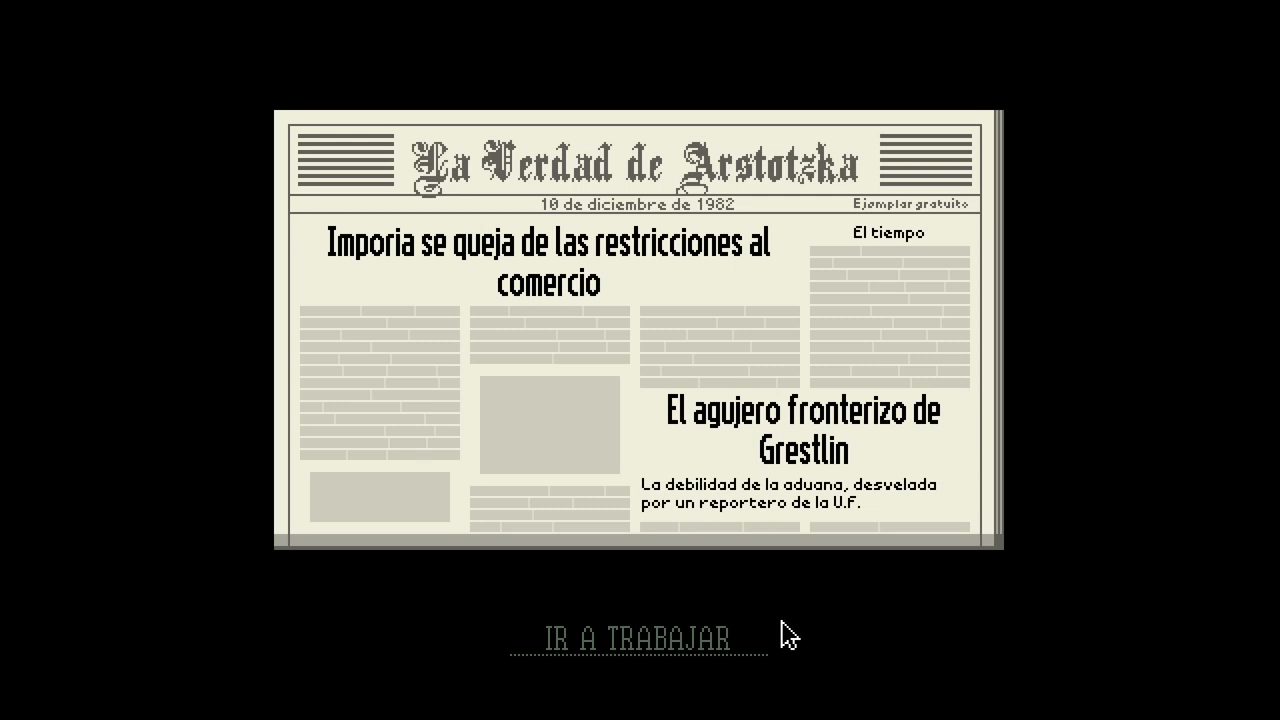 La Verdad de Arstotzka
10 de diciembre de 1982
Ejemplar gratuito
Imporia se queja de las restricciones al
comercio
El tiempo
El agujero fronterizo de
Grestlin
La debilidad de la aduana, desvelada
por un reportero de la U.F.
IR A TRABAJAR